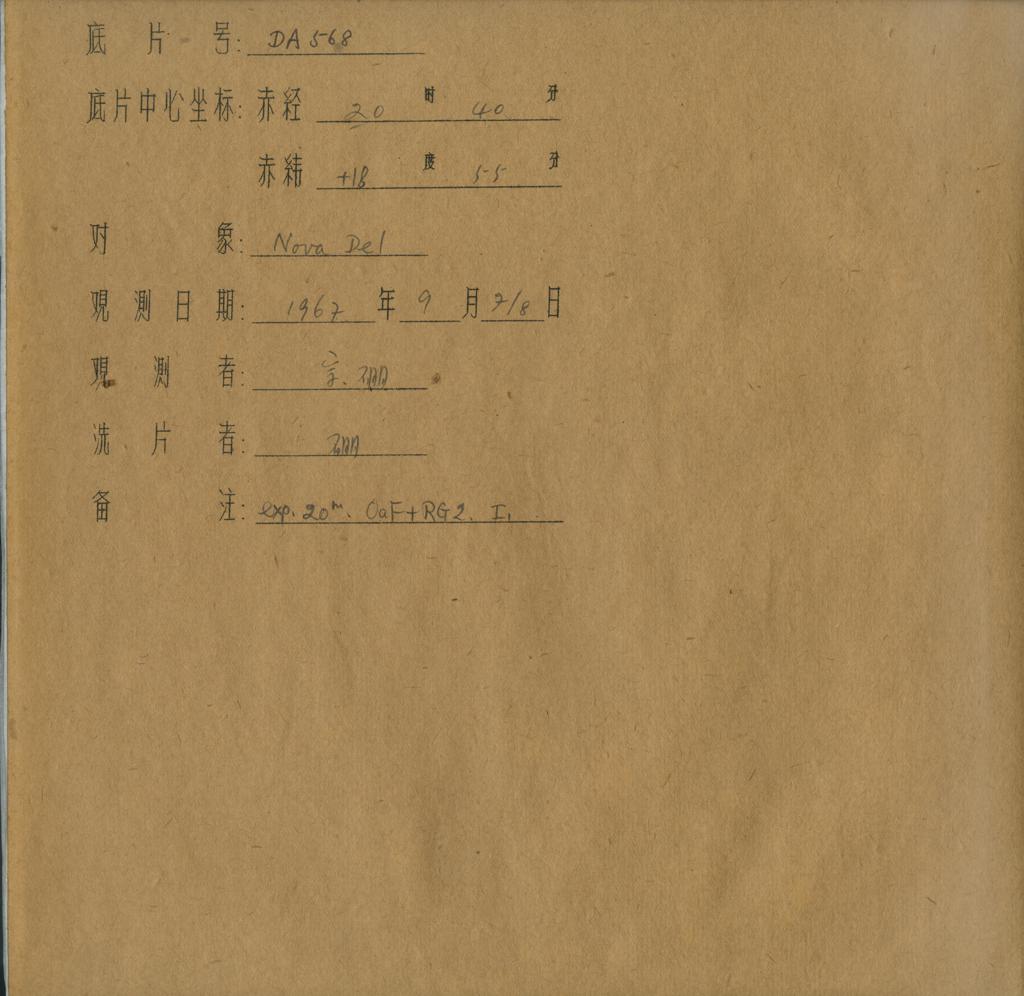 底片号: DA568
底片中心坐标: 赤经 20 时 40 分
赤纬 +18 度 55 分
对象: Nova Del
观测日期: 1967 年 9 月 7/8 日
观测者:
洗片者:
备注: exp. 20m. OaF+RG2. I.